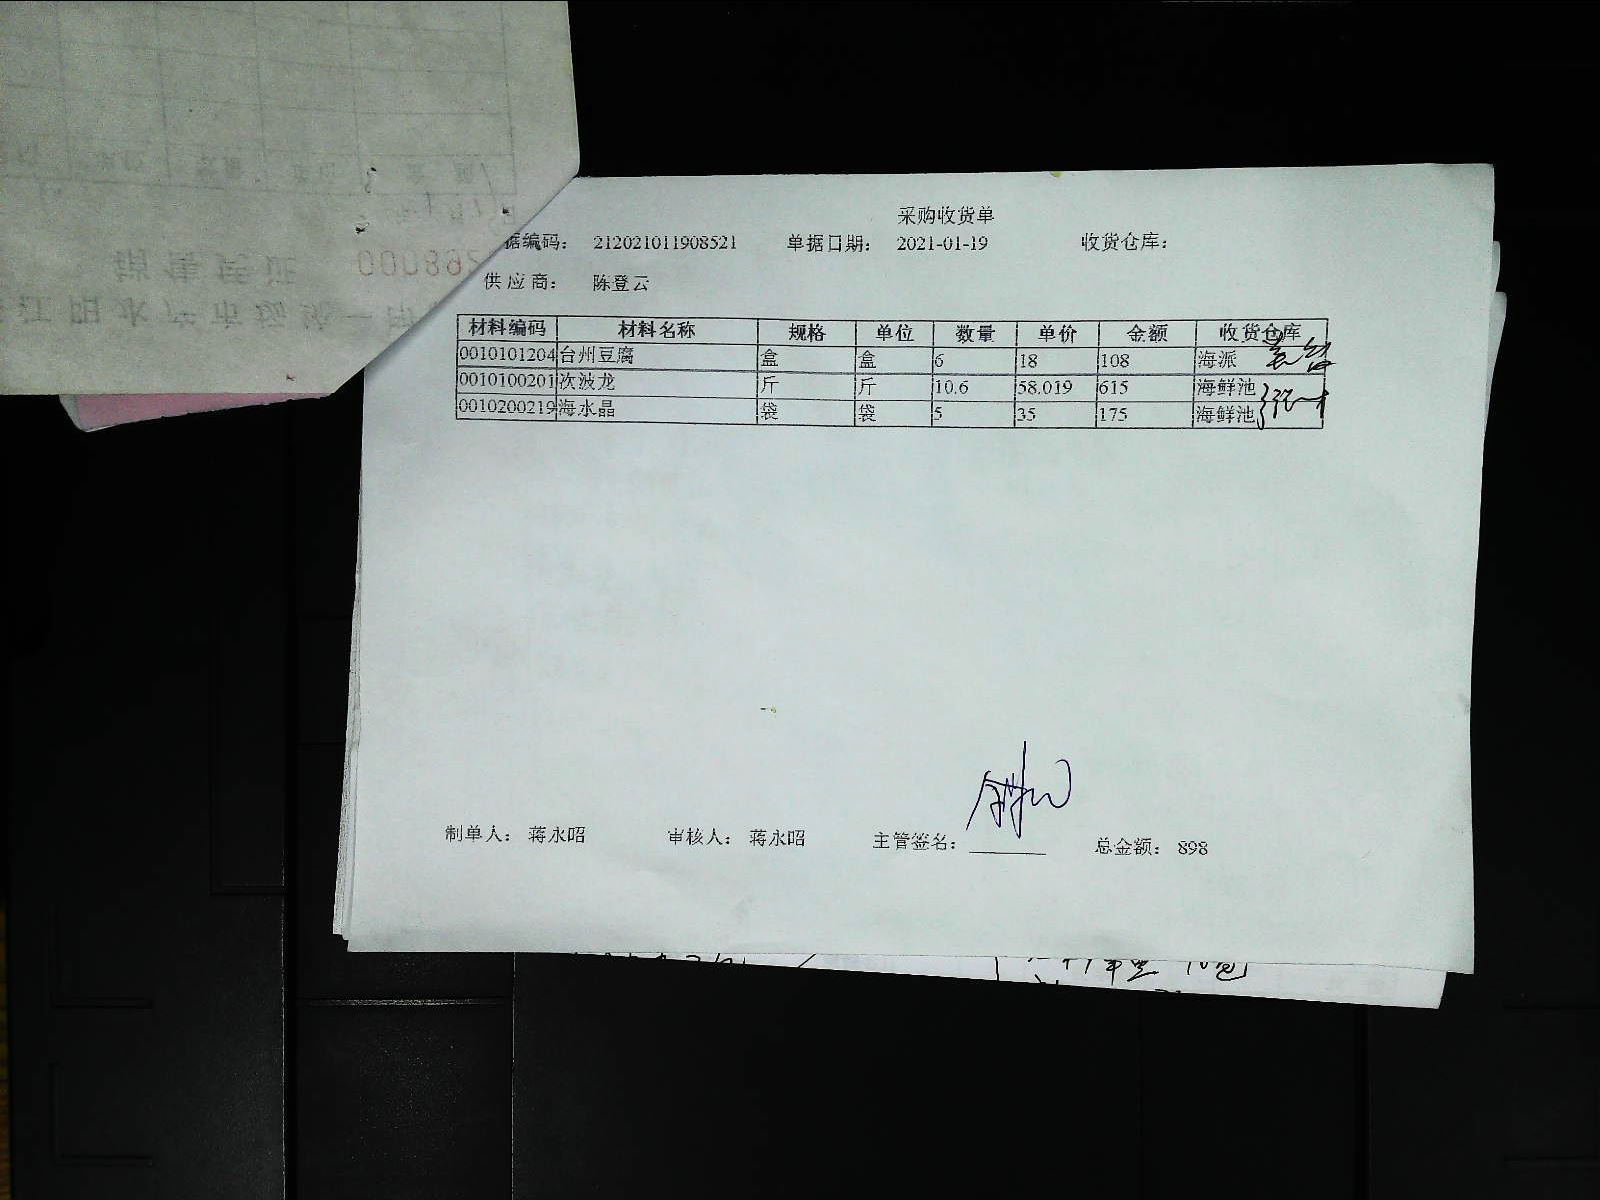 采购收货单
据编码： 212021011908521 单据日期： 2021-01-19 收货仓库：
供应商： 陈登云
材料编码 材料名称 规格 单位 数量 单价 金额 收货仓库
0010101204 台州豆腐 盒 盒 6 18 108 海派
0010100201 次波龙 斤 斤 10.6 58.019 615 海鲜池
0010200219 海水晶 袋 袋 5 35 175 海鲜池
制单人： 蒋永昭 审核人： 蒋永昭 主管签名： 总金额： 898